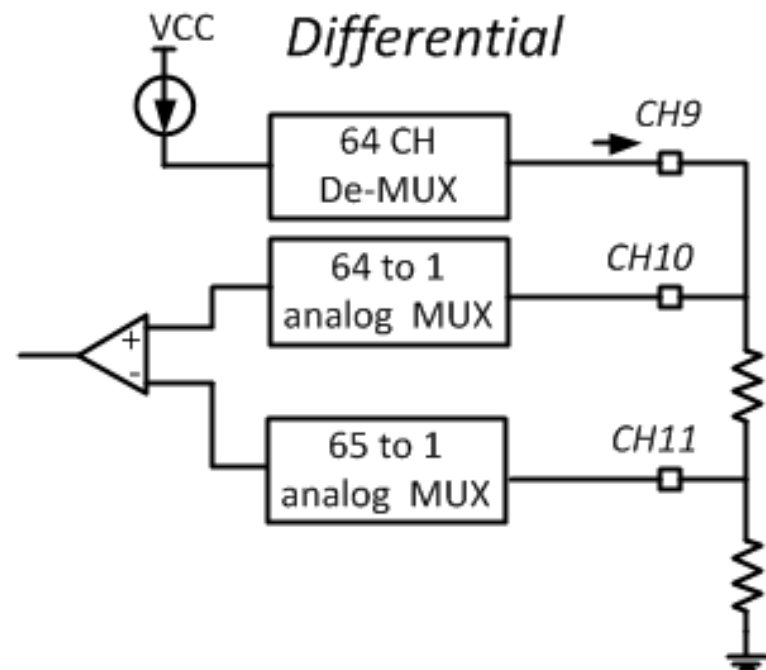 VCC
Differential
64 CH
De-MUX
CH9
64 to 1
analog MUX
CH10
+
-
65 to 1
analog MUX
CH11